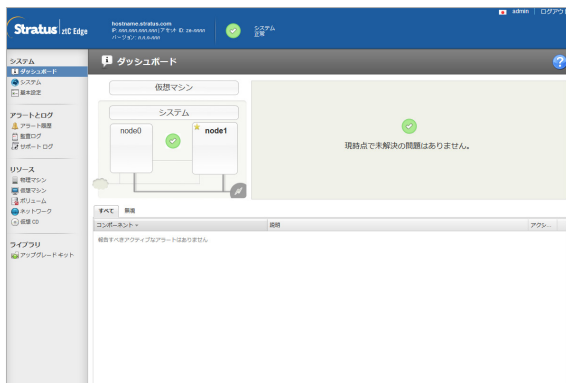 admin | ログアウト
Stratus ztC Edge
hostname.stratus.com
システム
正常
システム
ダッシュボード
システム
基本設定
アラートとログ
アラート履歴
監査ログ
サポート ログ
リソース
物理マシン
仮想マシン
ボリューム
ネットワーク
仮想 CD
ライブラリ
アップグレード キット
ダッシュボード
?
仮想マシン
システム
node0
node1
現時点で未解決の問題はありません。
すべて 無視
コンポーネント 説明 アクシ...
報告すべきアクティブなアラートはありません